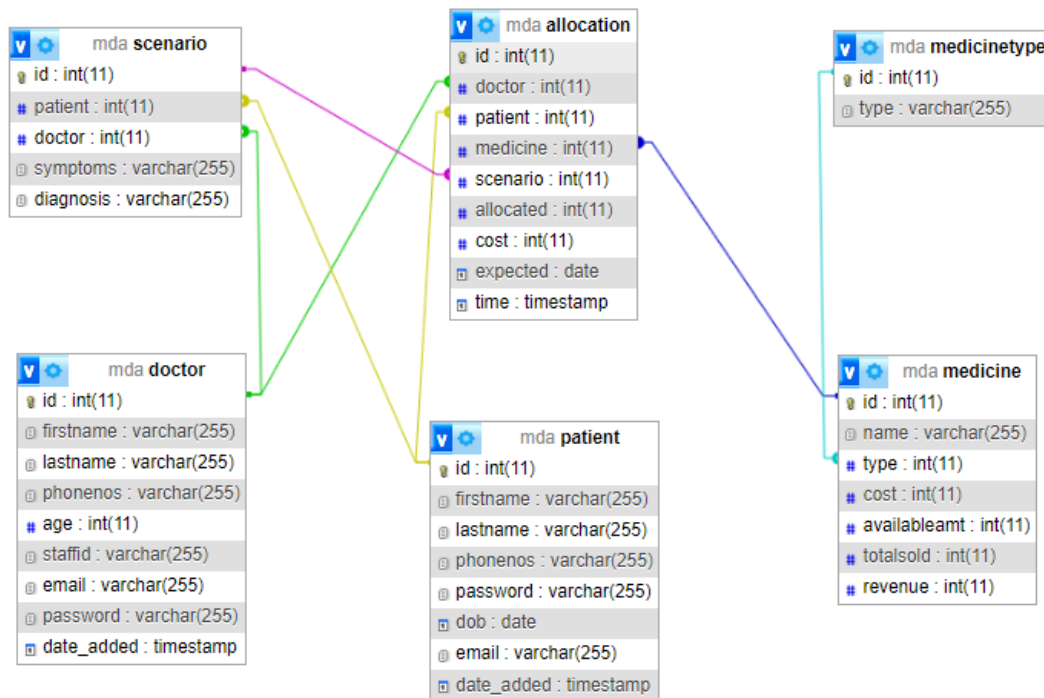 v mda scenario
id : int(11)
# patient : int(11)
# doctor : int(11)
symptoms : varchar(255)
diagnosis : varchar(255)
v mda allocation
id : int(11)
# doctor : int(11)
# patient : int(11)
# medicine : int(11)
# scenario : int(11)
# allocated : int(11)
# cost : int(11)
expected : date
time : timestamp
v mda medicinetype
id : int(11)
type : varchar(255)
v mda doctor
id : int(11)
firstname : varchar(255)
lastname : varchar(255)
phonenos : varchar(255)
# age : int(11)
staffid : varchar(255)
email : varchar(255)
password : varchar(255)
date_added : timestamp
v mda patient
id : int(11)
firstname : varchar(255)
lastname : varchar(255)
phonenos : varchar(255)
password : varchar(255)
dob : date
email : varchar(255)
date_added : timestamp
v mda medicine
id : int(11)
name : varchar(255)
# type : int(11)
# cost : int(11)
# availableamt : int(11)
# totalsold : int(11)
# revenue : int(11)